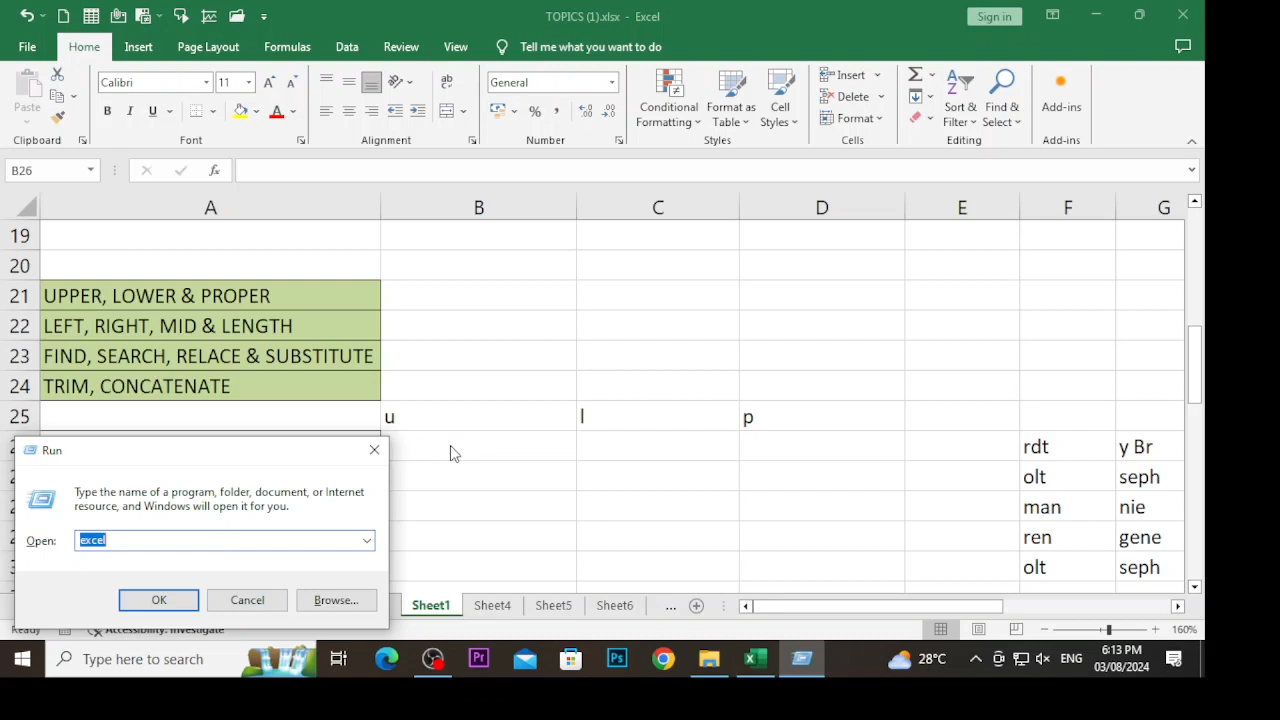 TOPICS (1).xlsx - Excel
Sign in
File Home Insert Page Layout Formulas Data Review View Tell me what you want to do
Paste
Calibri 11
B I U
General
% ,
Conditional Formatting
Format as Table
Cell Styles
Insert
Delete
Format
Sort & Filter
Find & Select
Add-ins
Clipboard Font Alignment Number Styles Cells Editing Add-ins
B26 fx
A B C D E F G
19
20
21 UPPER, LOWER & PROPER
22 LEFT, RIGHT, MID & LENGTH
23 FIND, SEARCH, RELACE & SUBSTITUTE
24 TRIM, CONCATENATE
25 u l p
rdt y Br
olt seph
man nie
ren gene
olt seph
Run
Type the name of a program, folder, document, or Internet
resource, and Windows will open it for you.
Open: excel
OK Cancel Browse...
Sheet1 Sheet4 Sheet5 Sheet6 ...
Ready Accessibility: Investigate 160%
Type here to search
Pr
Ps
28°C
ENG
6:13 PM
03/08/2024